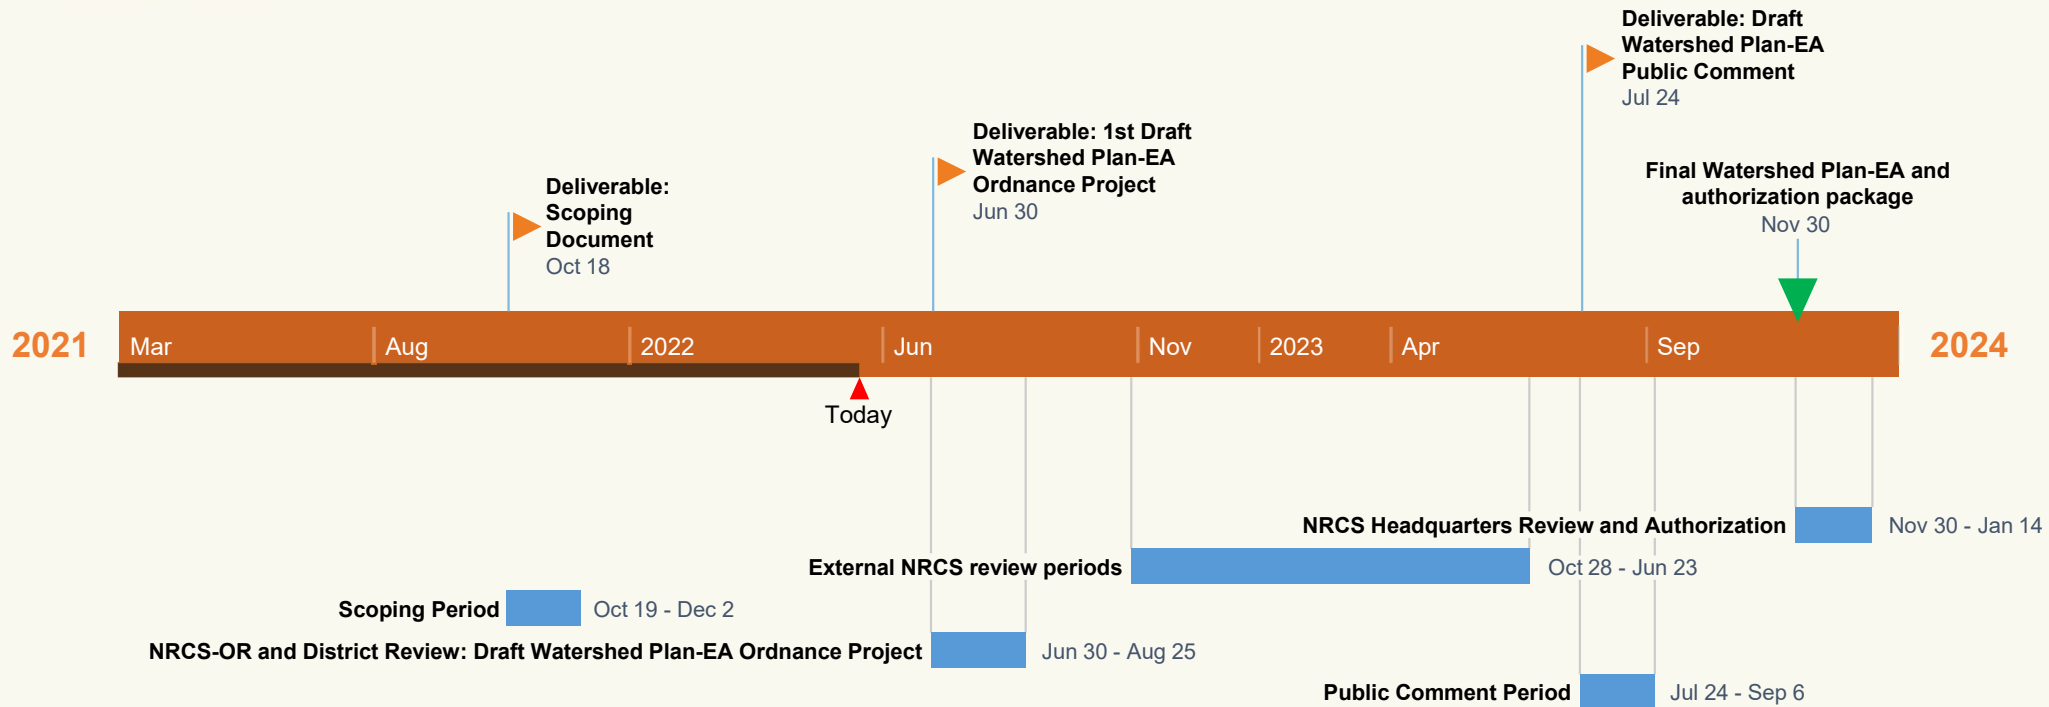 Deliverable: Draft
Watershed Plan-EA
Public Comment
Jul 24
Deliverable: 1st Draft
Watershed Plan-EA
Ordnance Project
Jun 30
Final Watershed Plan-EA and
authorization package
Nov 30
Deliverable:
Scoping
Document
Oct 18
2021 Mar Aug 2022 Jun Nov 2023 Apr Sep 2024
Today
NRCS Headquarters Review and Authorization Nov 30 - Jan 14
External NRCS review periods Oct 28 - Jun 23
Scoping Period Oct 19 - Dec 2
NRCS-OR and District Review: Draft Watershed Plan-EA Ordnance Project Jun 30 - Aug 25
Public Comment Period Jul 24 - Sep 6